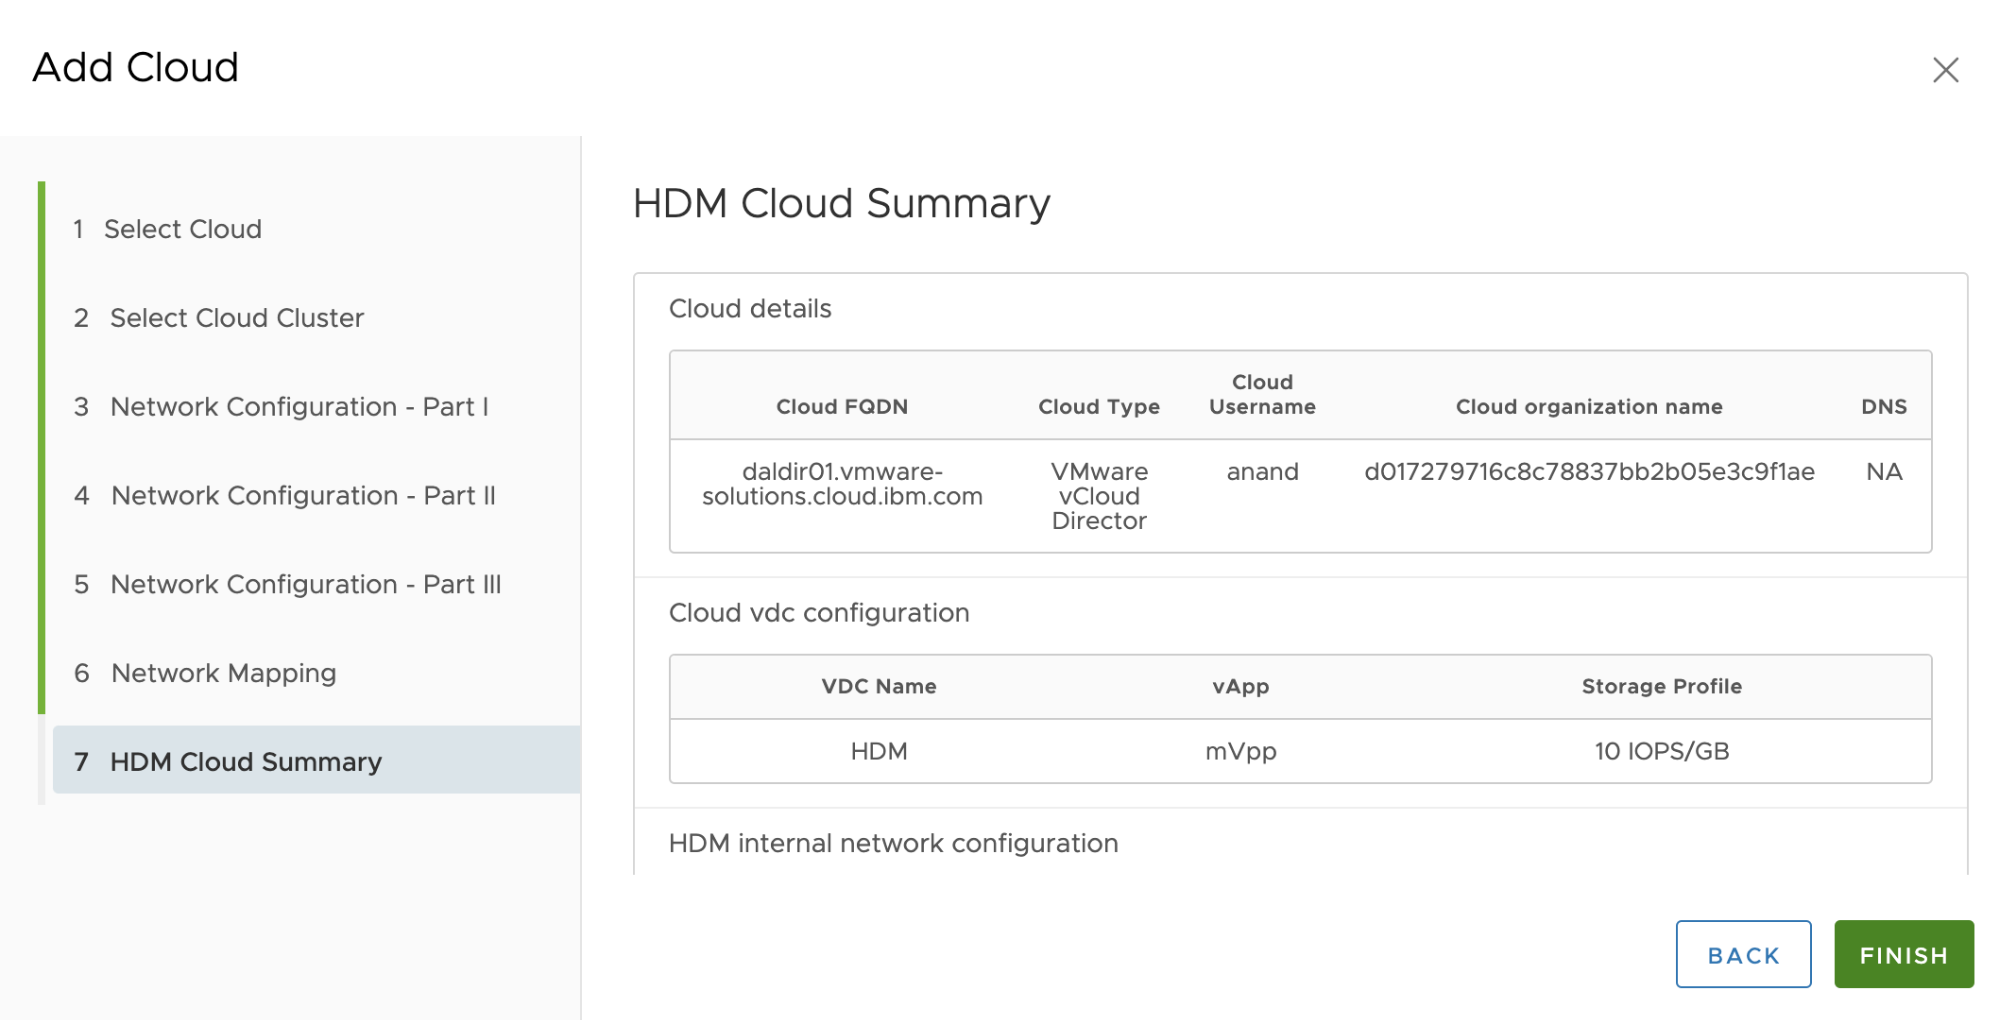 Add Cloud
1 Select Cloud
2 Select Cloud Cluster
3 Network Configuration - Part I
4 Network Configuration - Part II
5 Network Configuration - Part III
6 Network Mapping
7 HDM Cloud Summary
HDM Cloud Summary
Cloud details
Cloud FQDN Cloud Type Cloud Username Cloud organization name DNS
daldir01.vmware- VMware anand d017279716c8c78837bb2b05e3c9f1ae NA
solutions.cloud.ibm.com vCloud
Director
Cloud vdc configuration
VDC Name vApp Storage Profile
HDM mVpp 10 IOPS/GB
HDM internal network configuration
BACK FINISH